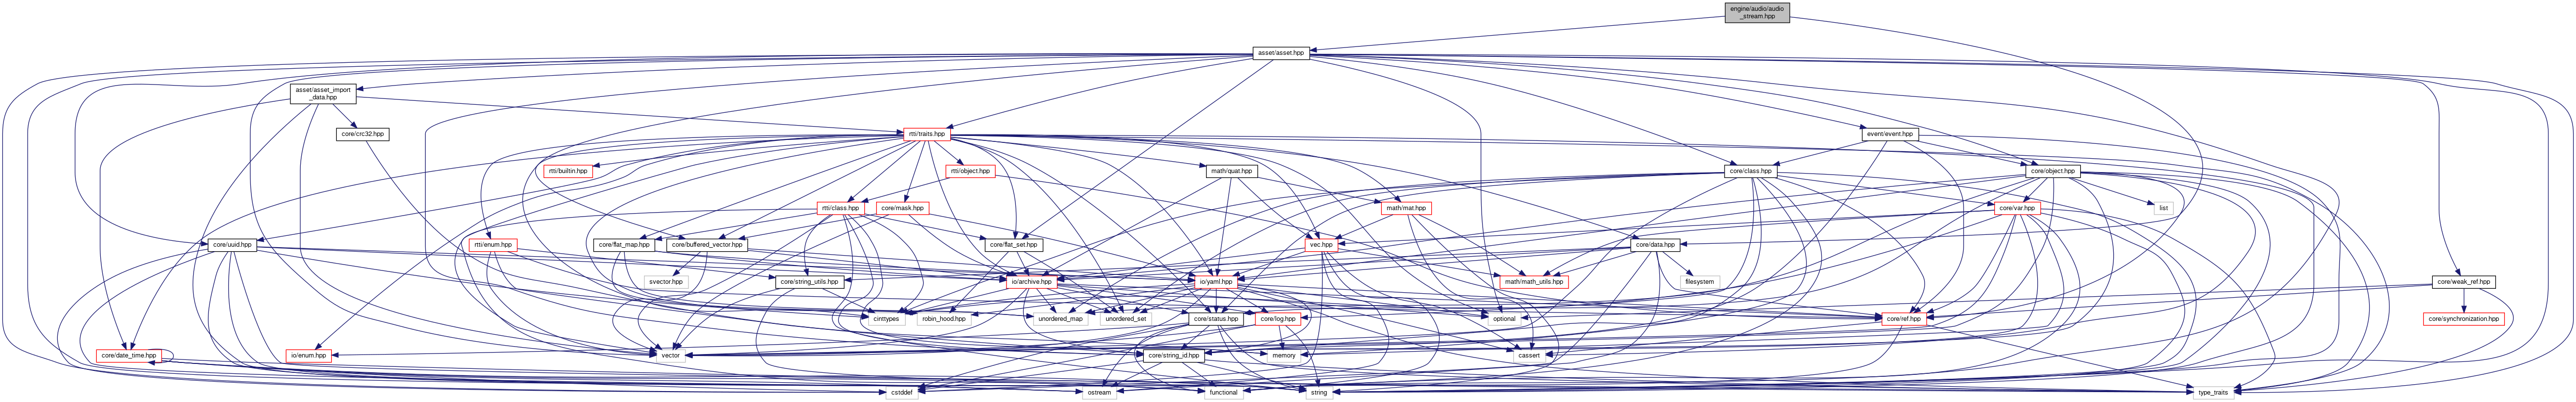 engine/audio/audio
_stream.hpp
asset/asset.hpp
asset/asset_import
_data.hpp
core/crc32.hpp
rtti/traits.hpp
event/event.hpp
rtti/builtin.hpp
rtti/object.hpp
math/quat.hpp
core/class.hpp
core/object.hpp
rtti/class.hpp
core/mask.hpp
math/mat.hpp
core/var.hpp
list
core/uuid.hpp
rtti/enum.hpp
core/flat_map.hpp
core/buffered_vector.hpp
core/flat_set.hpp
vec.hpp
core/data.hpp
svector.hpp
core/string_utils.hpp
io/archive.hpp
io/yaml.hpp
math/math_utils.hpp
filesystem
core/weak_ref.hpp
cinttypes
robin_hood.hpp
unordered_map
unordered_set
core/status.hpp
core/log.hpp
optional
core/ref.hpp
core/synchronization.hpp
core/date_time.hpp
io/enum.hpp
vector
core/string_id.hpp
memory
cassert
cstddef
ostream
functional
string
type_traits